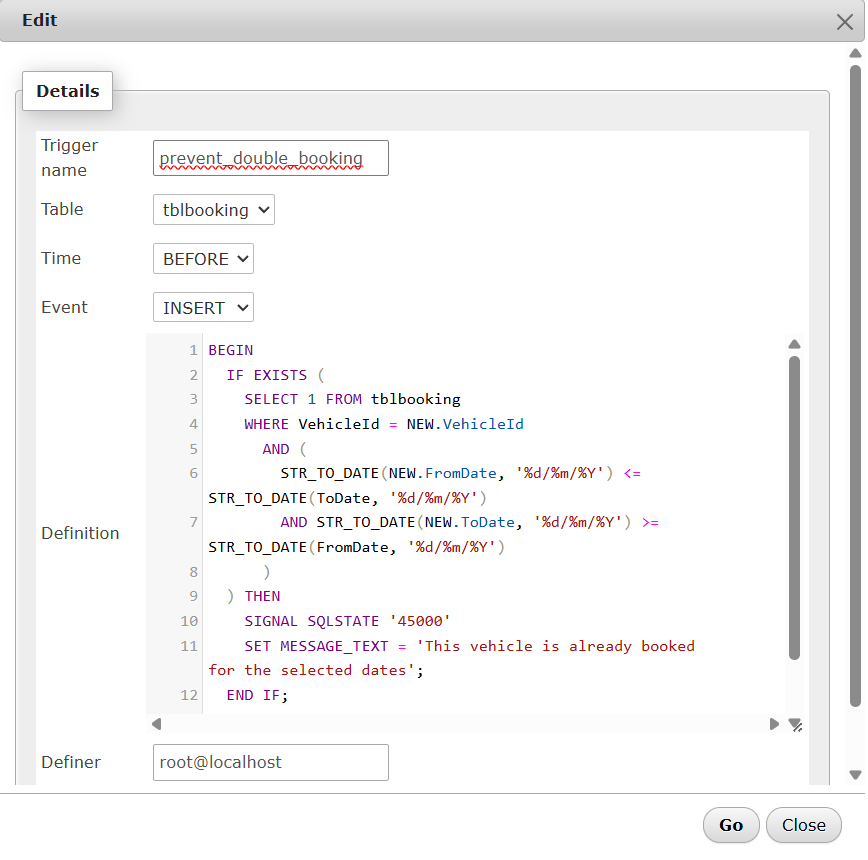 Edit
Details
Trigger name
prevent_double_booking
Table
tblbooking
Time
BEFORE
Event
INSERT
Definition
1 BEGIN
2 IF EXISTS (
3 SELECT 1 FROM tblbooking
4 WHERE VehicleId = NEW.VehicleId
5 AND (
6 STR_TO_DATE(NEW.FromDate, '%d/%m/%Y') <=
STR_TO_DATE(ToDate, '%d/%m/%Y')
7 AND STR_TO_DATE(NEW.ToDate, '%d/%m/%Y') >=
STR_TO_DATE(FromDate, '%d/%m/%Y')
8 )
9 ) THEN
10 SIGNAL SQLSTATE '45000'
11 SET MESSAGE_TEXT = 'This vehicle is already booked
for the selected dates';
12 END IF;
Definer
root@localhost
Go
Close